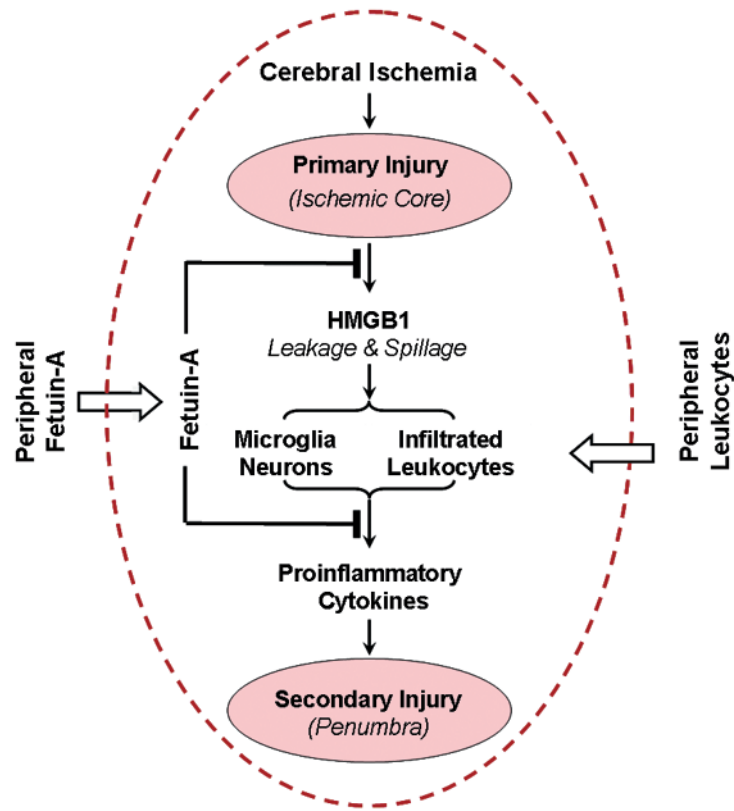 Cerebral Ischemia
Primary Injury
(Ischemic Core)
HMGB1
Leakage & Spillage
Peripheral
Fetuin-A
Fetuin-A
Microglia
Neurons
Infiltrated
Leukocytes
Peripheral
Leukocytes
Proinflammatory
Cytokines
Secondary Injury
(Penumbra)